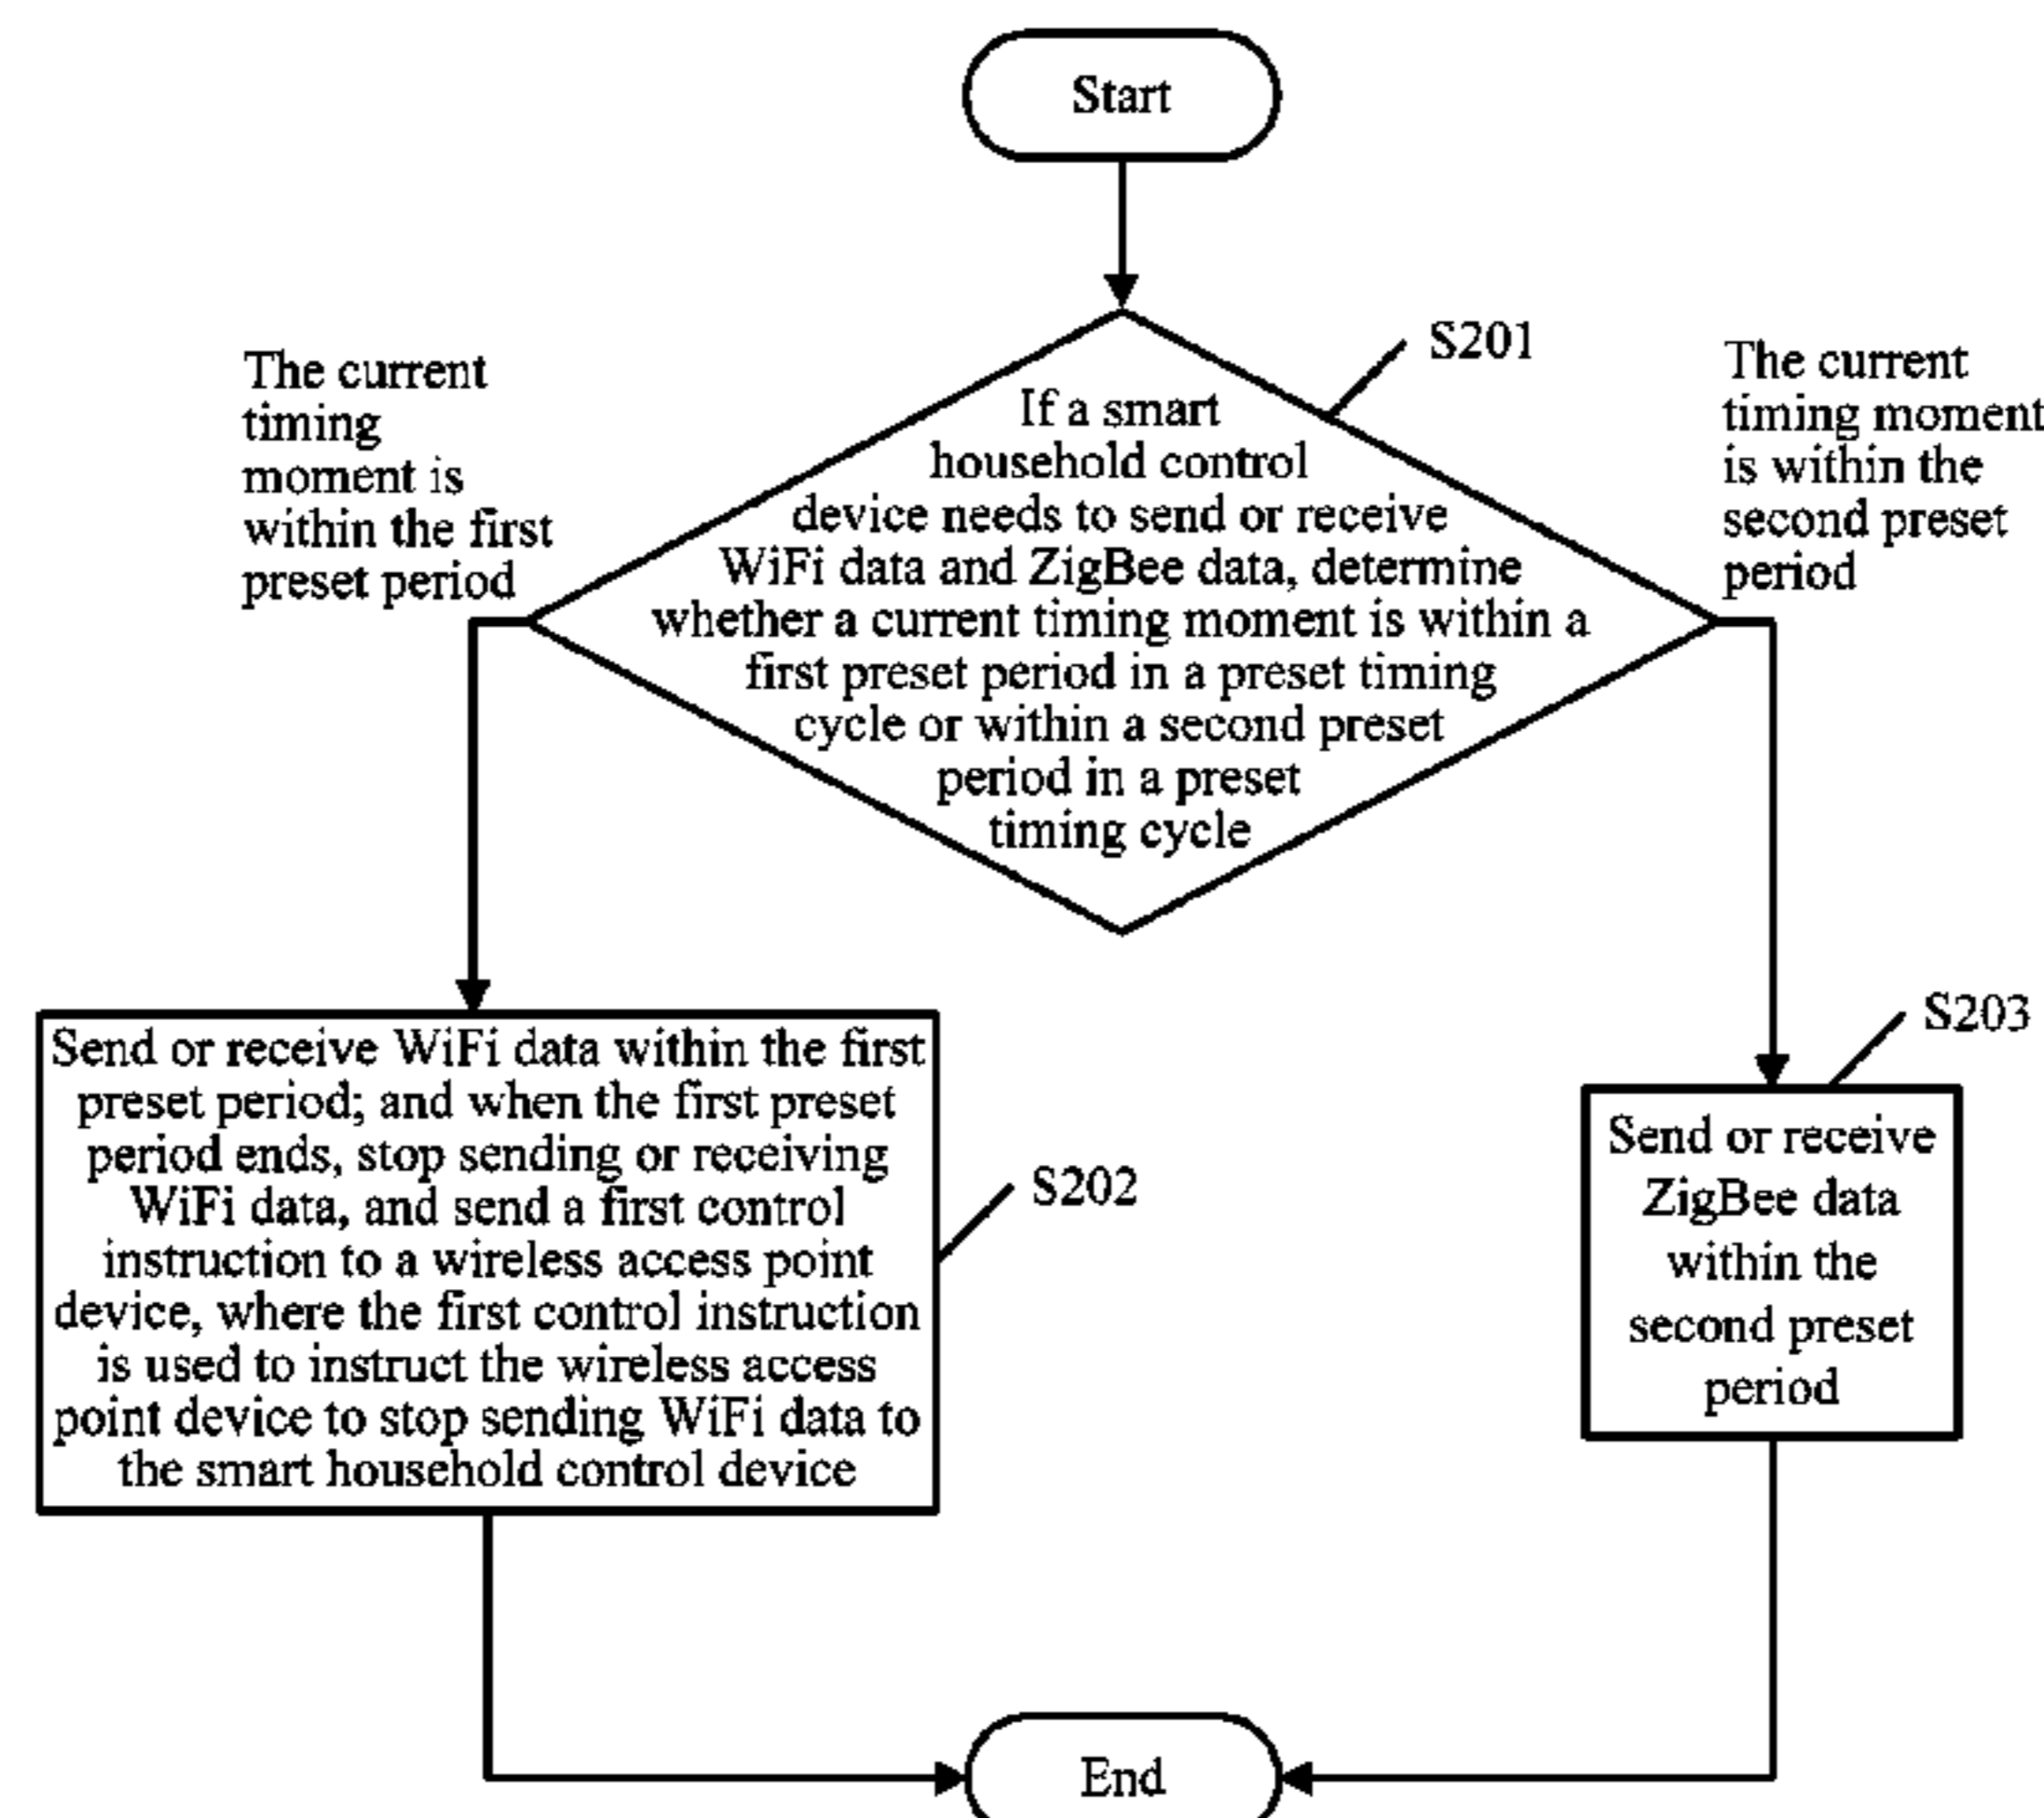 Start
S201
The current
timing
moment is
within the first
preset period
If a smart
household control
device needs to send or receive
WiFi data and ZigBee data, determine
whether a current timing moment is within a
first preset period in a preset timing
cycle or within a second preset
period in a preset
timing cycle
The current
timing moment
is within the
second preset
period
Send or receive WiFi data within the first
preset period; and when the first preset
period ends, stop sending or receiving
WiFi data, and send a first control
instruction to a wireless access point
device, where the first control instruction
is used to instruct the wireless access
point device to stop sending WiFi data to
the smart household control device
S202
S203
Send or receive
ZigBee data
within the
second preset
period
End